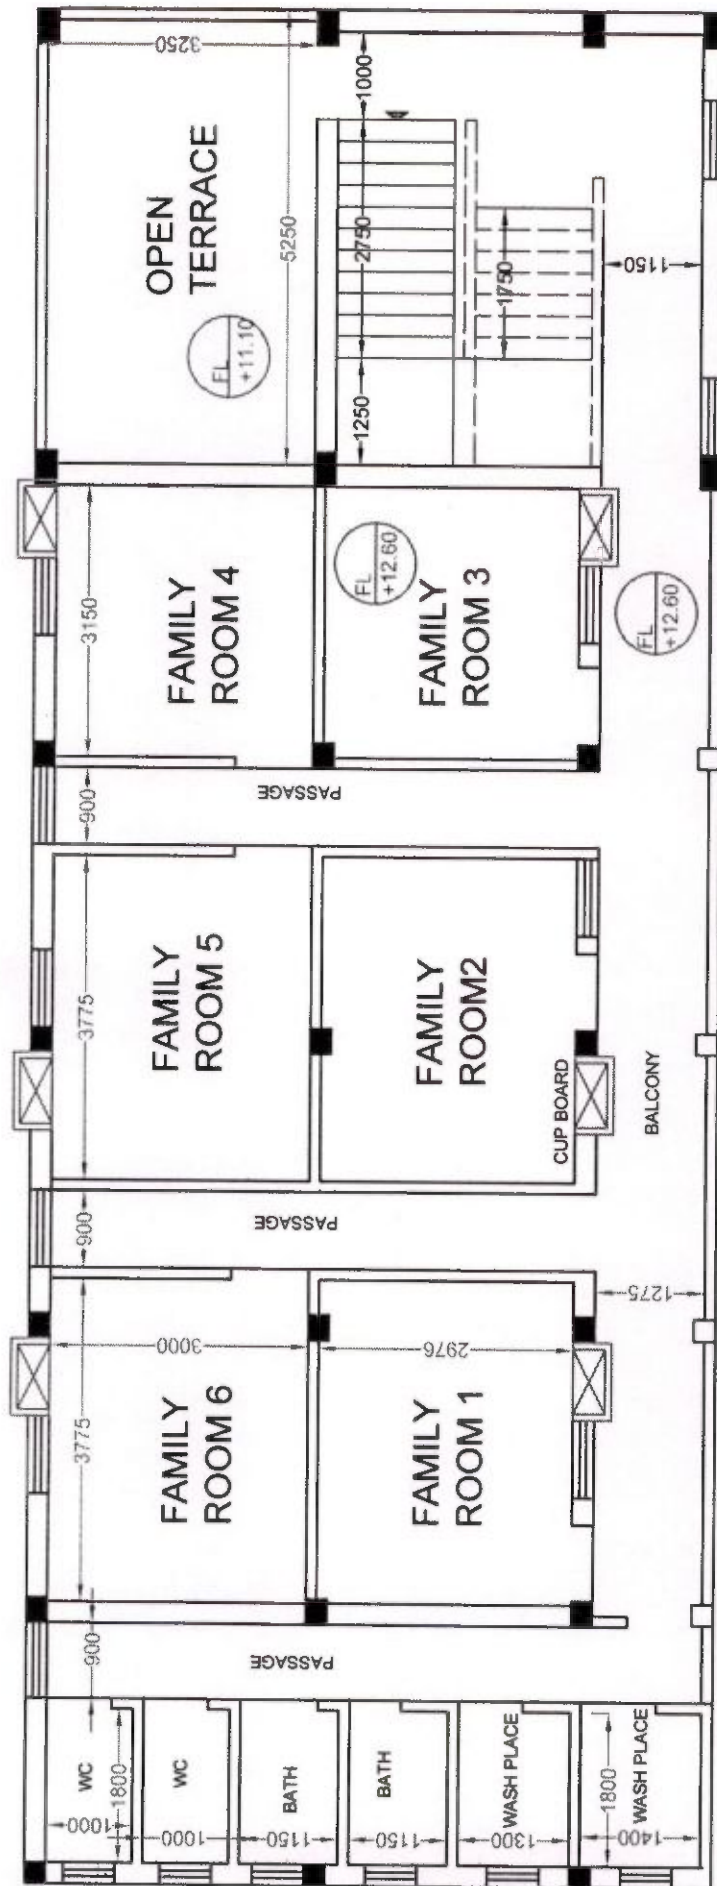 3250
OPEN
TERRACE
FL
+11.10
5250
1000
2750
1750
1250
1150
3150
FAMILY
ROOM 4
FL
+12.60
FAMILY
ROOM 3
FL
+12.60
900
PASSAGE
3775
FAMILY
ROOM 5
FAMILY
ROOM2
CUP BOARD
BALCONY
900
PASSAGE
1275
3775
3000
FAMILY
ROOM 6
2976
FAMILY
ROOM 1
900
PASSAGE
WC
1800
1000
WC
1000
BATH
1150
BATH
1150
WASH PLACE
1300
WASH PLACE
1800
1400